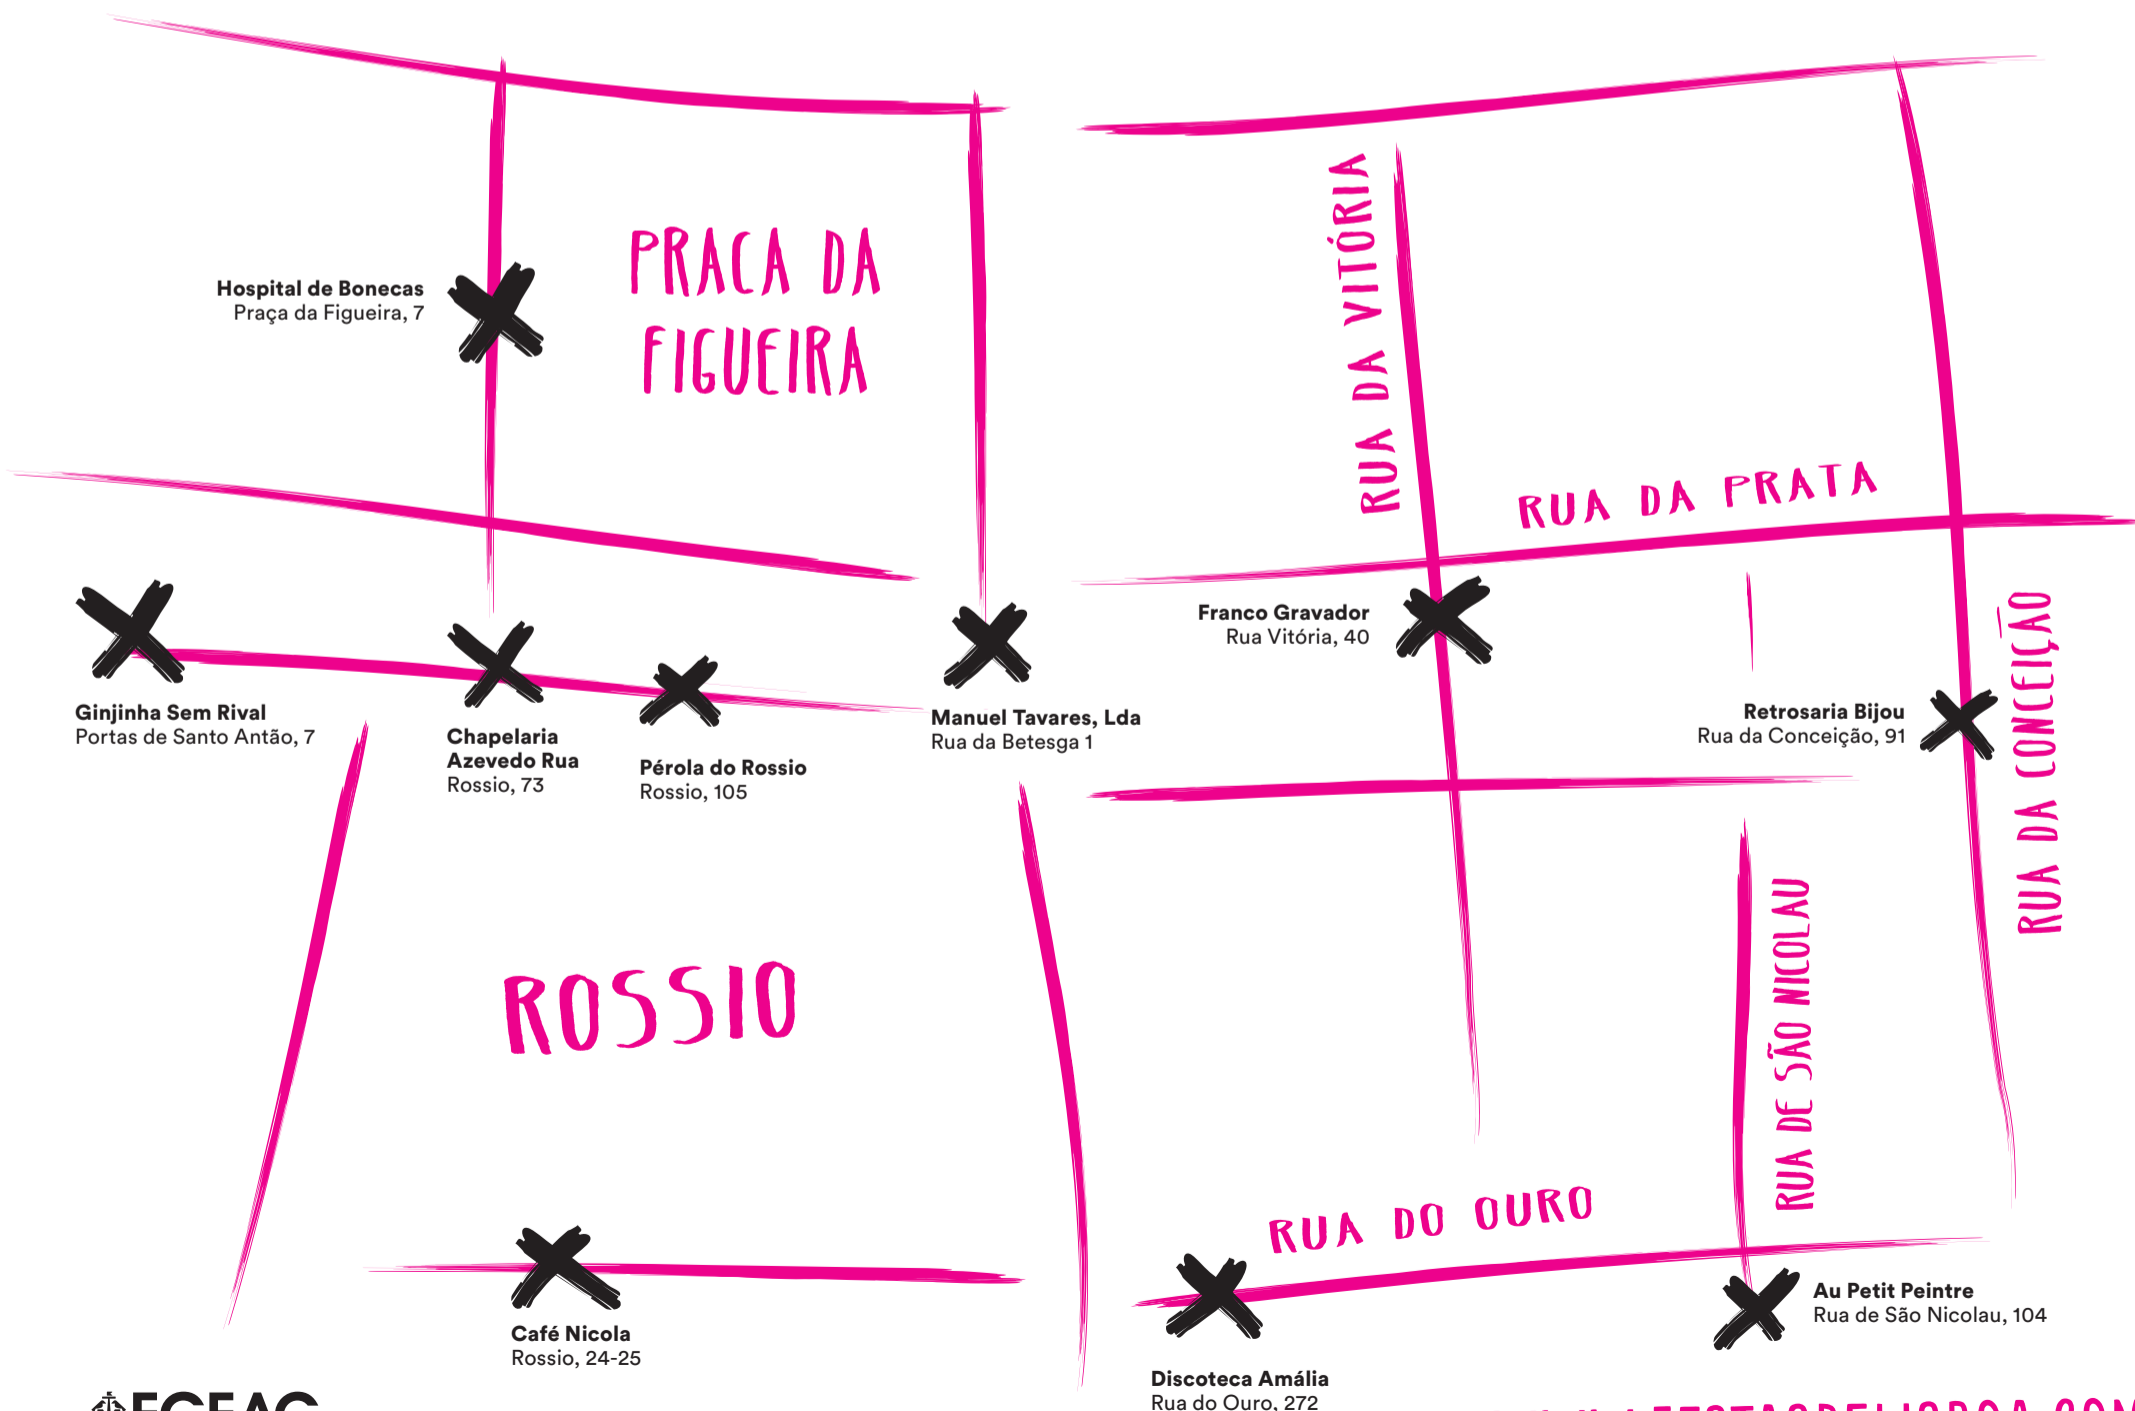 PRACA DA
FIGUEIRA
Hospital de Bonecas
Praça da Figueira, 7
RUA DA VITÓRIA
RUA DA PRATA
Ginjinha Sem Rival
Portas de Santo Antão, 7
Chapelaria
Azevedo Rua
Rossio, 73
Pérola do Rossio
Rossio, 105
Manuel Tavares, Lda
Rua da Betesga 1
Franco Gravador
Rua Vitória, 40
Retrosaria Bijou
Rua da Conceição, 91
RUA DA CONCEIÇÃO
ROSSIO
RUA DE SÃO NICOLAU
RUA DO OURO
Café Nicola
Rossio, 24-25
Discoteca Amália
Rua do Ouro, 272
Au Petit Peintre
Rua de São Nicolau, 104
EGEAC